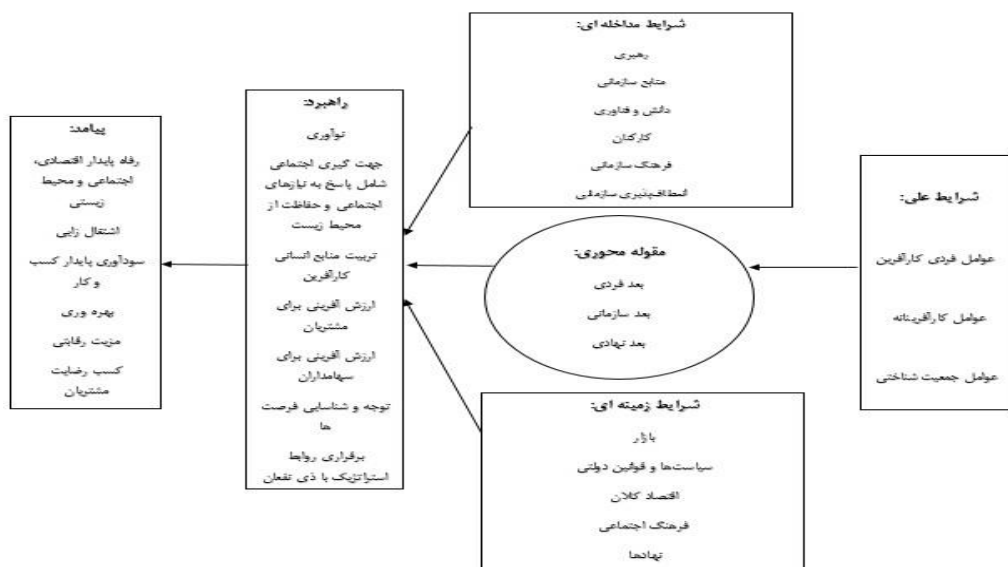 شرایط علی:
عوامل فردی کارآفرین
عوامل کارآفرینانه
عوامل جمعیت شناختی
شرایط مداخله ای:
رهبری
منابع سازمانی
دانش و فناوری
کارکنان
فرهنگ سازمانی
انعطاف‌پذیری سازمانی
مقوله محوری:
بعد فردی
بعد سازمانی
بعد نهادی
شرایط زمینه ای:
بازار
سیاست‌ها و قوانین دولتی
اقتصاد کلان
فرهنگ اجتماعی
نهادها
راهبرد:
نوآوری
جهت گیری اجتماعی
شامل پاسخ به نیازهای
اجتماعی و حفاظت از
محیط زیست
تربیت منابع انسانی
کارآفرین
ارزش آفرینی برای
مشتریان
ارزش آفرینی برای
سهامداران
توجه و شناسایی فرصت
ها
برقراری روابط
استراتژیک با ذی نفعان
پیامد:
رفاه پایدار اقتصادی،
اجتماعی و محیط
زیستی
اشتغال زایی
سودآوری پایدار کسب
و کار
بهره وری
مزیت رقابتی
کسب رضایت
مشتریان